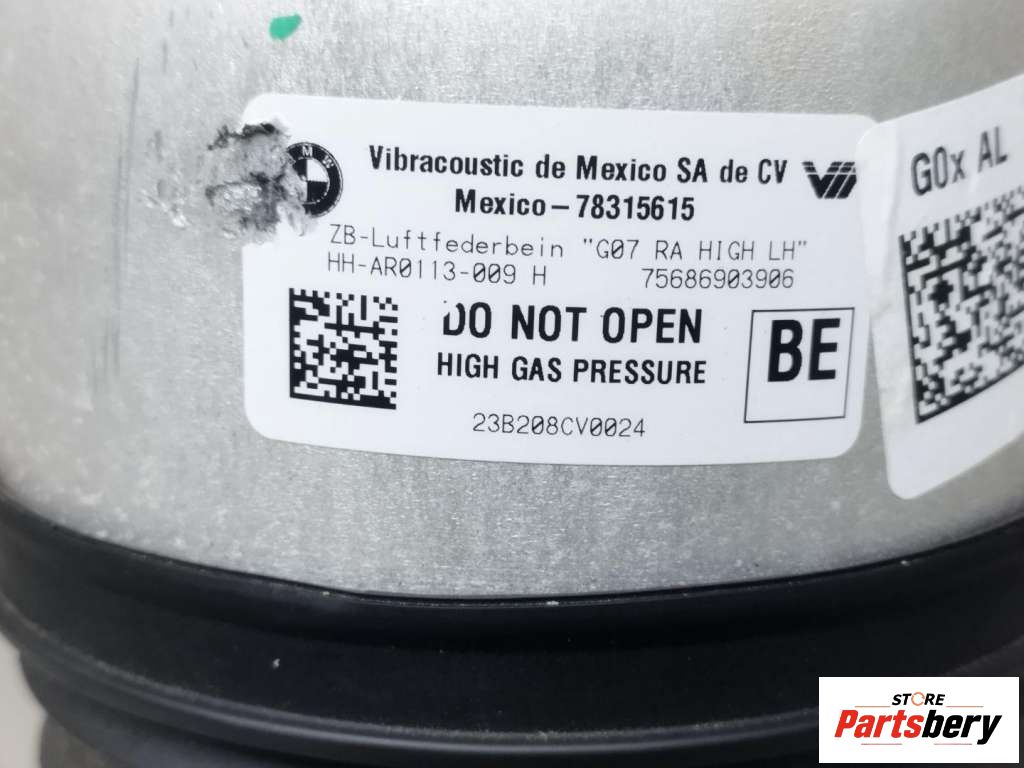 BMW
Vibracoustic de Mexico SA de CV
Mexico-78315615
ZB-Luftfederbein "G07 RA HIGH LH"
HH-AR0113-009 H 75686903906
DO NOT OPEN
HIGH GAS PRESSURE
BE
23B208CV0024
G0x AL
STORE
Partsbery